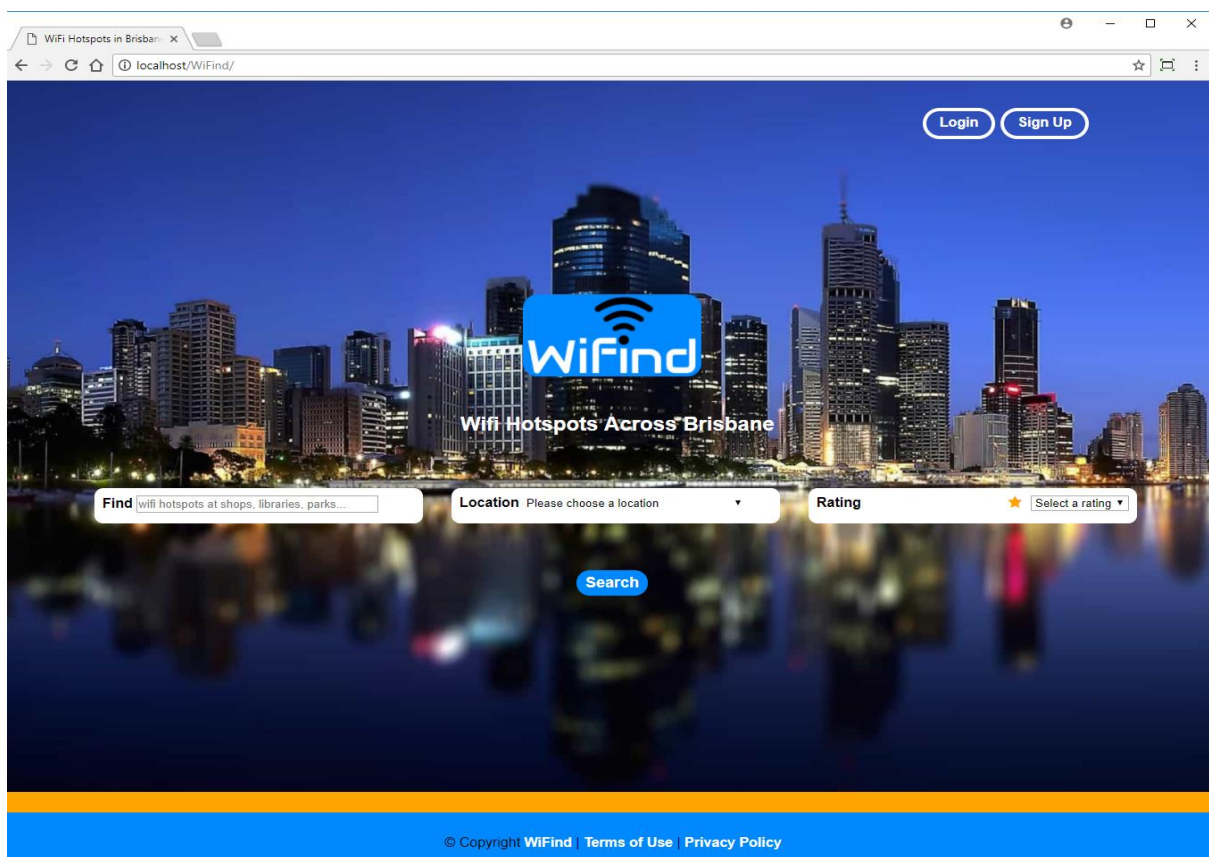 WiFi Hotspots in Brisban
localhost/WiFind/
Login Sign Up
WiFind
Wifi Hotspots Across Brisbane
Find wifi hotspots at shops, libraries, parks... Location Please choose a location Rating Select a rating
Search
© Copyright WiFind | Terms of Use | Privacy Policy